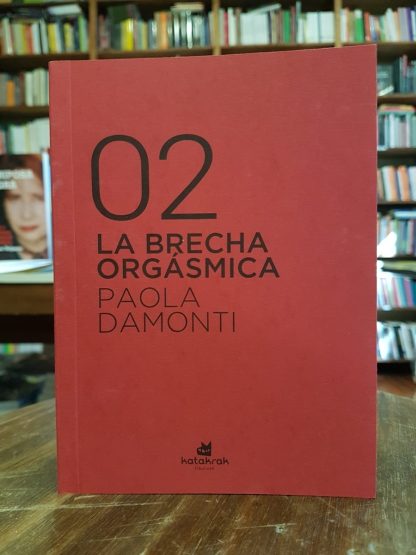 02
LA BRECHA
ORGÁSMICA
PAOLA
DAMONTI
katakrak